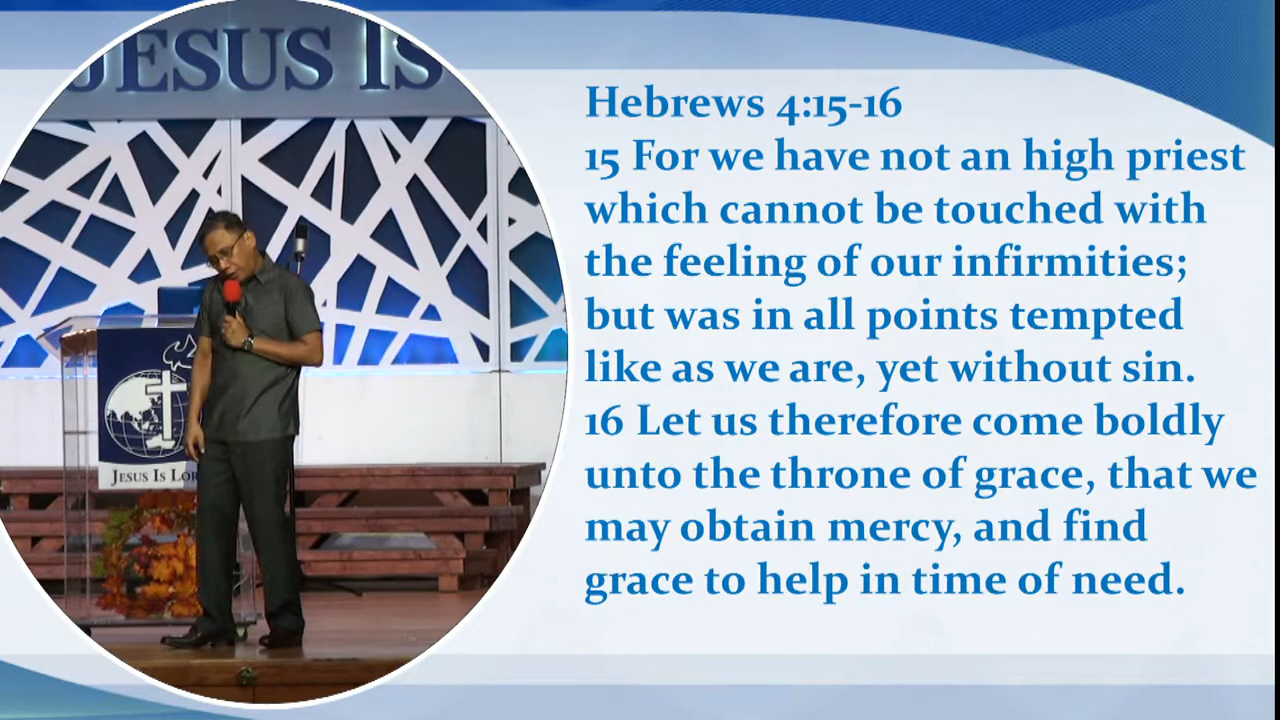 JESUS IS
JESUS IS LOR
Hebrews 4:15-16
15 For we have not an high priest
which cannot be touched with
the feeling of our infirmities;
but was in all points tempted
like as we are, yet without sin.
16 Let us therefore come boldly
unto the throne of grace, that we
may obtain mercy, and find
grace to help in time of need.